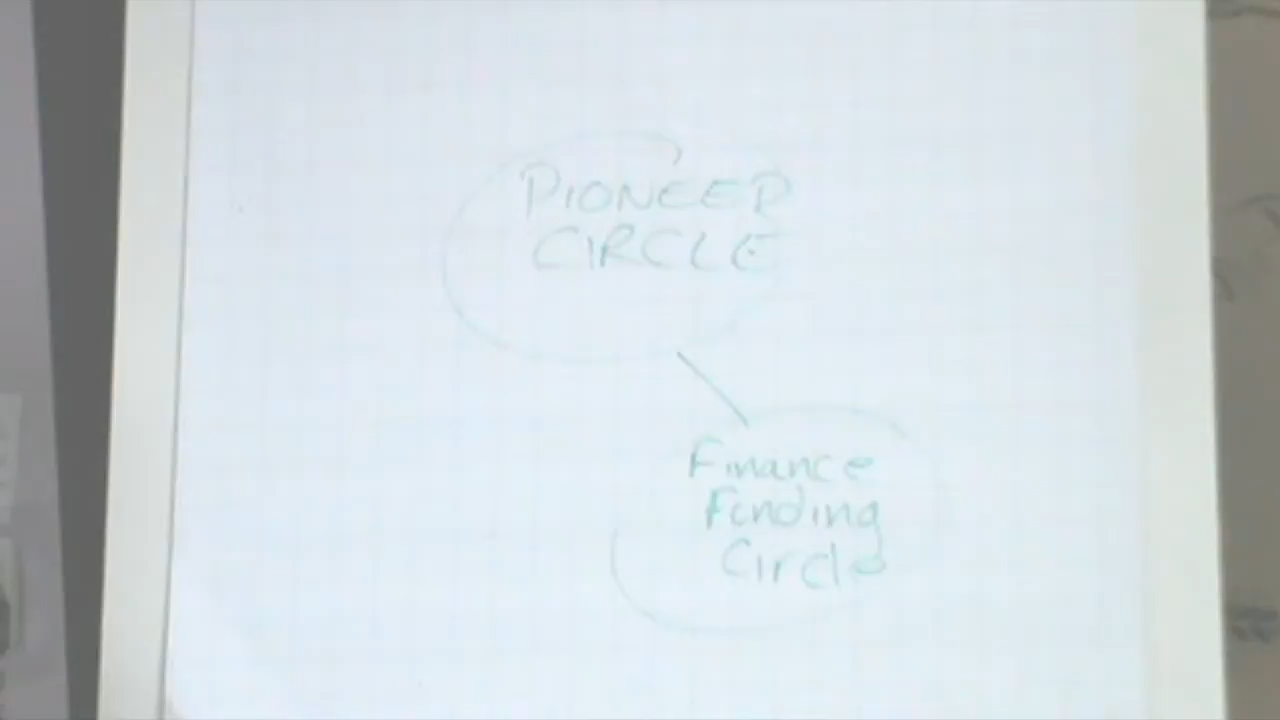 PIONEER
CIRCLE
Finance
Funding
Circle